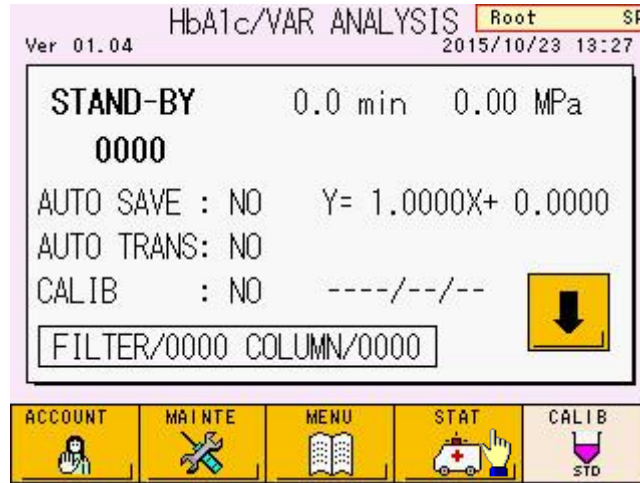 HbA1c/VAR ANALYSIS
Root
Ver 01.04
2015/10/23 13:27
STAND-BY 0.0 min 0.00 MPa
0000
AUTO SAVE : NO Y= 1.0000X+ 0.0000
AUTO TRANS: NO
CALIB : NO ----/--/--
FILTER/0000 COLUMN/0000
ACCOUNT MAINTE MENU STAT CALIB
STD